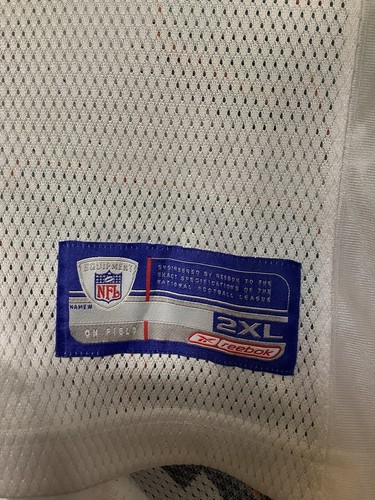 EQUIPMENT
NFL
ENGINEERED BY REEBOK TO THE
EXACT SPECIFICATIONS OF THE
NATIONAL FOOTBALL LEAGUE
NAME#
ON FIELD
2XL
Reebok